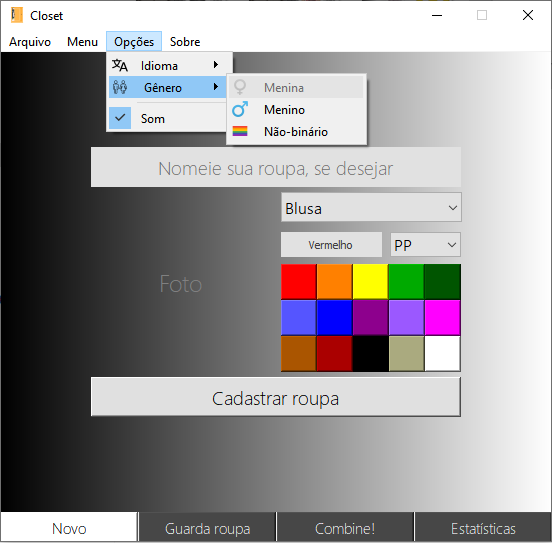 Closet
Arquivo Menu Opções Sobre
Idioma
Gênero
Som
Menina
Menino
Não-binário
Nomeie sua roupa, se desejar
Blusa
Vermelho PP
Foto
Cadastrar roupa
Novo Guarda roupa Combine! Estatísticas